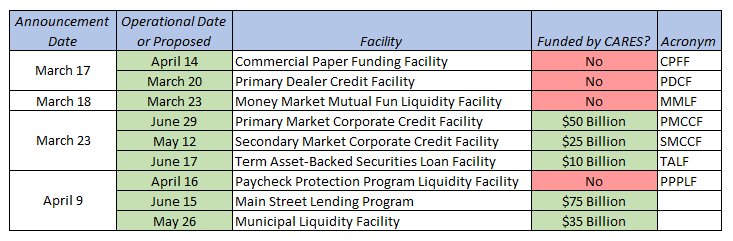 Announcement Date Operational Date or Proposed Facility Funded by CARES? Acronym
March 17 April 14 Commercial Paper Funding Facility No CPFF
March 20 Primary Dealer Credit Facility No PDCF
March 18 March 23 Money Market Mutual Fun Liquidity Facility No MMLF
March 23 June 29 Primary Market Corporate Credit Facility $50 Billion PMCCF
May 12 Secondary Market Corporate Credit Facility $25 Billion SMCCF
June 17 Term Asset-Backed Securities Loan Facility $10 Billion TALF
April 9 April 16 Paycheck Protection Program Liquidity Facility No PPPLF
June 15 Main Street Lending Program $75 Billion
May 26 Municipal Liquidity Facility $35 Billion